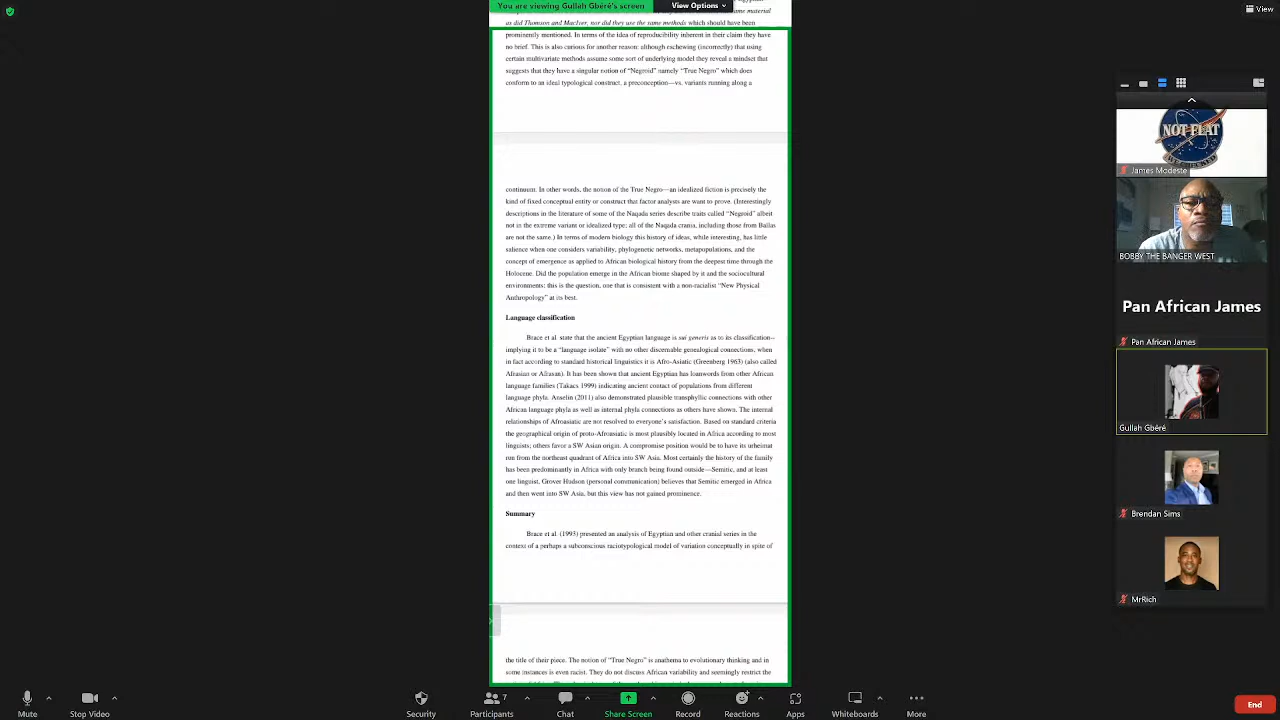 You are viewing Gullah Gbéré's screen
View Options
me material
as did Thomson and MacIver, nor did they use the same methods which should have been
prominently mentioned. In terms of the idea of reproducibility inherent in their claim they have
no brief. This is also curious for another reason: although eschewing (incorrectly) that using
certain multivariate methods assume some sort of underlying model they reveal a mindset that
suggests that they have a singular notion of “Negroid” namely “True Negro” which does
conform to an ideal typological construct, a preconception—vs. variants running along a
continuum. In other words, the notion of the True Negro—an idealized fiction is precisely the
kind of fixed conceptual entity or construct that factor analysts are want to prove. (Interestingly
descriptions in the literature of some of the Naqada series describe traits called “Negroid” albeit
not in the extreme variant or idealized type; all of the Naqada crania, including those from Ballas
are not the same.) In terms of modern biology this history of ideas, while interesting, has little
salience when one considers variability, phylogenetic networks, metapopulations, and the
concept of emergence as applied to African biological history from the deepest time through the
Holocene. Did the population emerge in the African biome shaped by it and the sociocultural
environments; this is the question, one that is consistent with a non-racialist “New Physical
Anthropology” at its best.
Language classification
Brace et al. state that the ancient Egyptian language is sui generis as to its classification--
implying it to be a “language isolate” with no other discernable genealogical connections, when
in fact according to standard historical linguistics it is Afro-Asiatic (Greenberg 1963) (also called
Afrasian or Afrasan). It has been shown that ancient Egyptian has loanwords from other African
language families (Takacs 1999) indicating ancient contact of populations from different
language phyla. Anselin (2011) also demonstrated plausible transphyllic connections with other
African language phyla as well as internal phyla connections as others have shown. The internal
relationships of Afroasiatic are not resolved to everyone’s satisfaction. Based on standard criteria
the geographical origin of proto-Afroasiatic is most plausibly located in Africa according to most
linguists; others favor a SW Asian origin. A compromise position would be to have its urheimat
run from the northeast quadrant of Africa into SW Asia. Most certainly the history of the family
has been predominantly in Africa with only branch being found outside—Semitic, and at least
one linguist, Grover Hudson (personal communication) believes that Semitic emerged in Africa
and then went into SW Asia, but this view has not gained prominence.
Summary
Brace et al. (1993) presented an analysis of Egyptian and other cranial series in the
context of a perhaps a subconscious raciotypological model of variation conceptually in spite of
the title of their piece. The notion of “True Negro” is anathema to evolutionary thinking and in
some instances is even racist. They do not discuss African variability and seemingly restrict the
James Moseley
Gullah Gbéré
Brenden Sims
MrRobinson
Mute
Stop Video
Security
7
Participants
Chat
Share Screen
Record
Reactions
Apps
Whiteboards
More
End